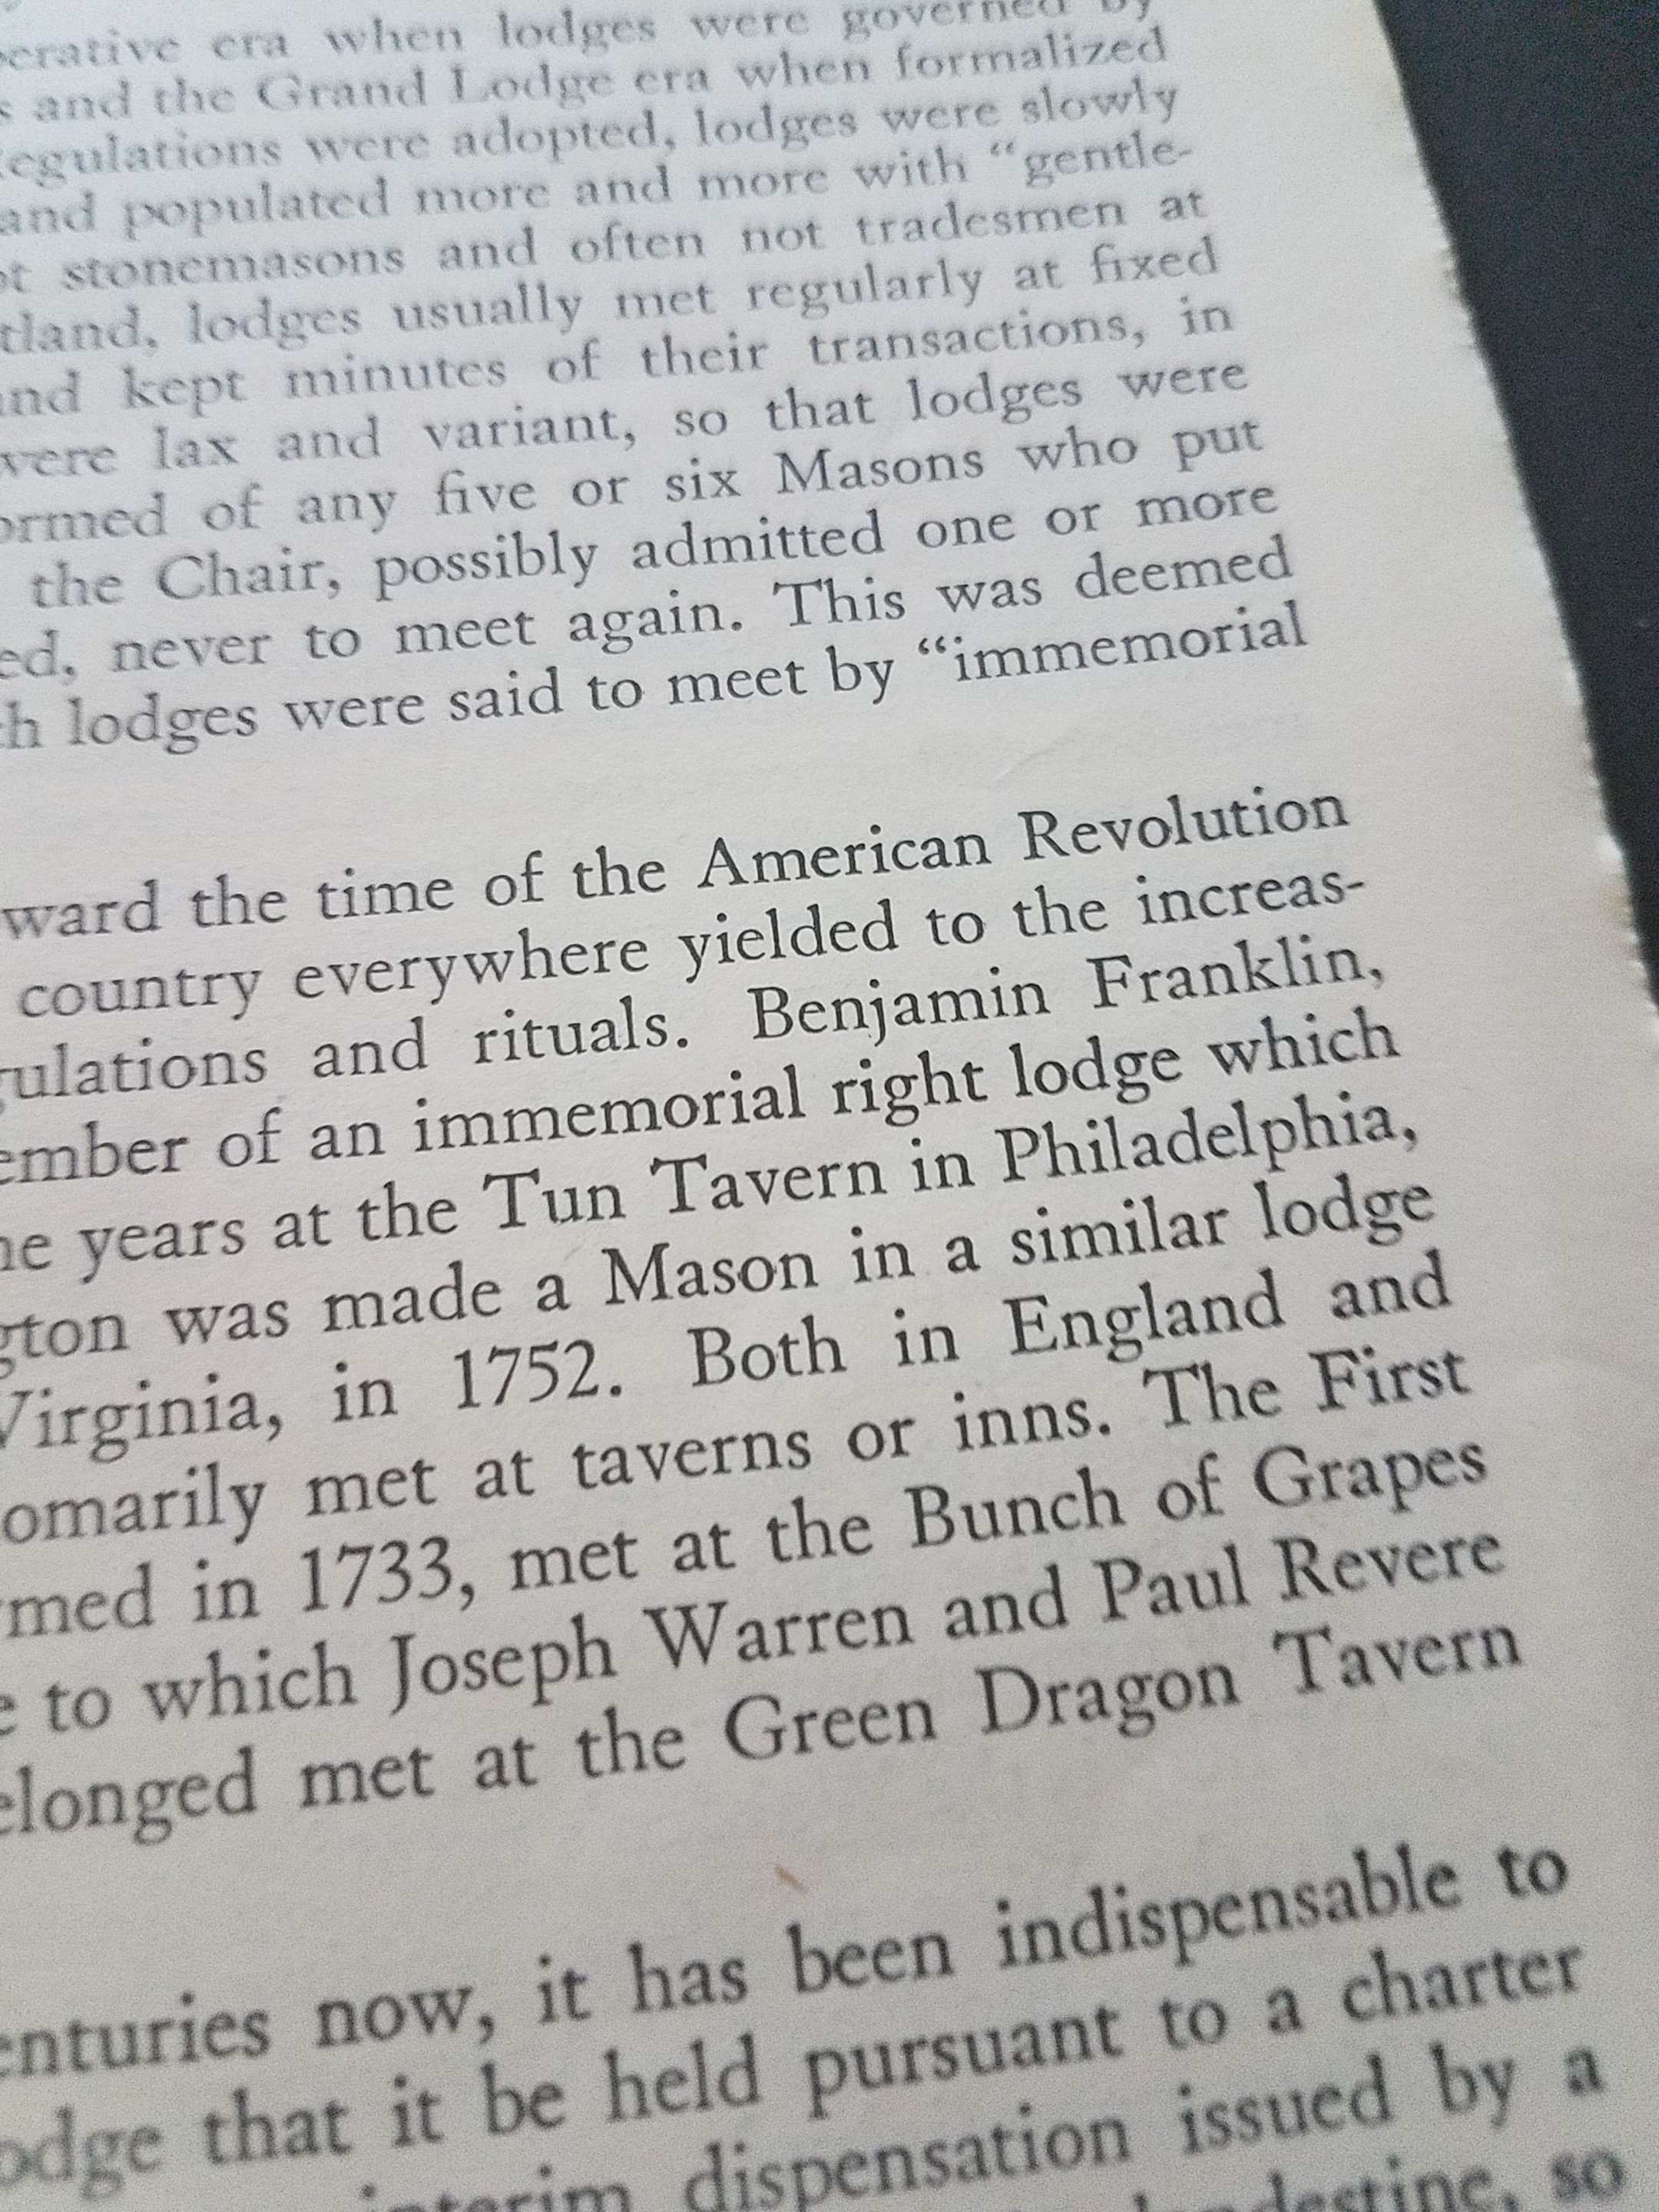 era when lodges were governed by
and the Grand Lodge era when formalized
were adopted, lodges were slowly
and populated more and more with “gentle-
stonemasons and often not tradesmen at
lodges usually met regularly at fixed
kept minutes of their transactions, in
lax and variant, so that lodges were
of any five or six Masons who put
the Chair, possibly admitted one or more
never to meet again. This was deemed
lodges were said to meet by “immemorial
ward the time of the American Revolution
country everywhere yielded to the increas-
ulations and rituals. Benjamin Franklin,
ember of an immemorial right lodge which
years at the Tun Tavern in Philadelphia,
gton was made a Mason in a similar lodge
Virginia, in 1752. Both in England and
omarily met at taverns or inns. The First
med in 1733, met at the Bunch of Grapes
to which Joseph Warren and Paul Revere
elonged met at the Green Dragon Tavern
enturies now, it has been indispensable to
odge that it be held pursuant to a charter
interim dispensation issued by a
so